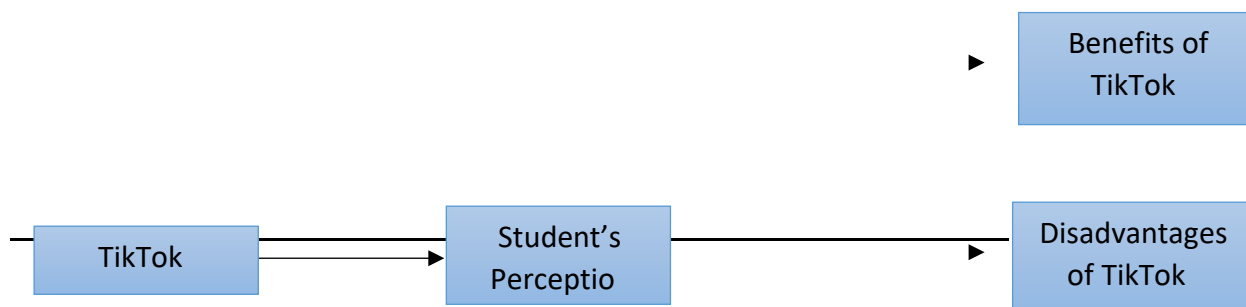 Benefits of
TikTok
TikTok
Student’s
Perceptio
Disadvantages
of TikTok